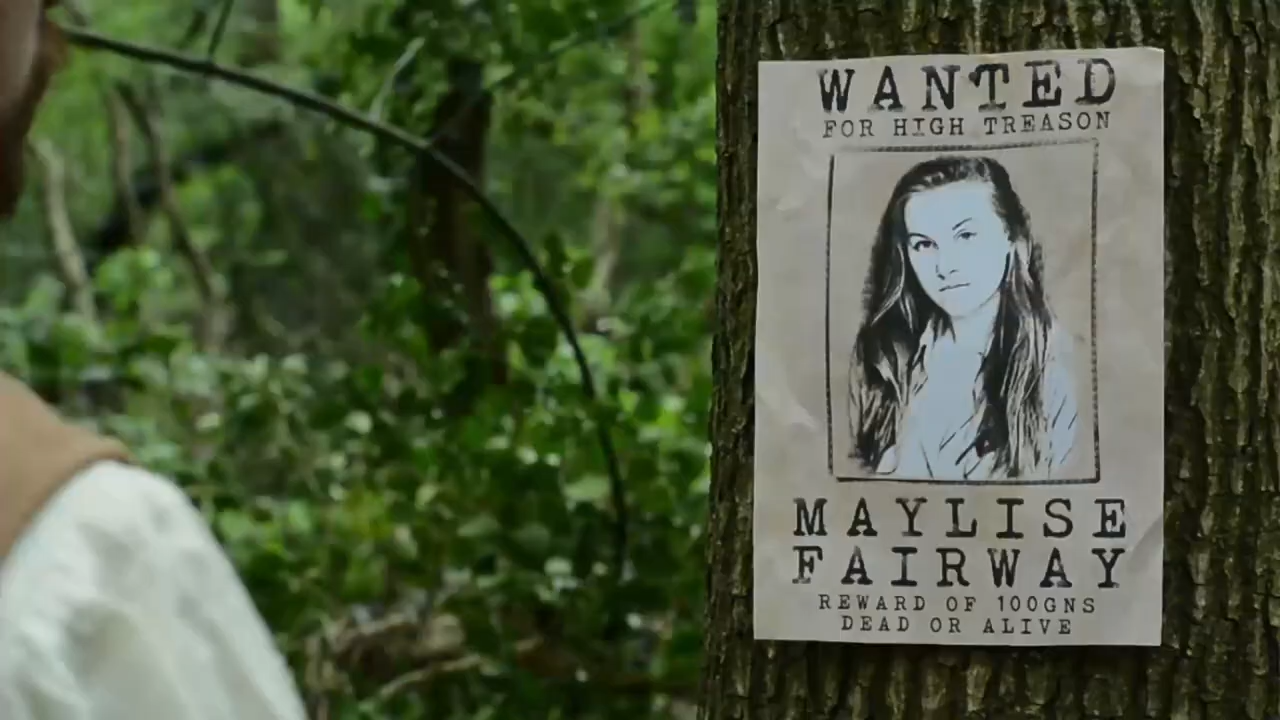 WANTED
FOR HIGH TREASON
MAYLISE
FAIRWAY
REWARD OF 100GNS
DEAD OR ALIVE